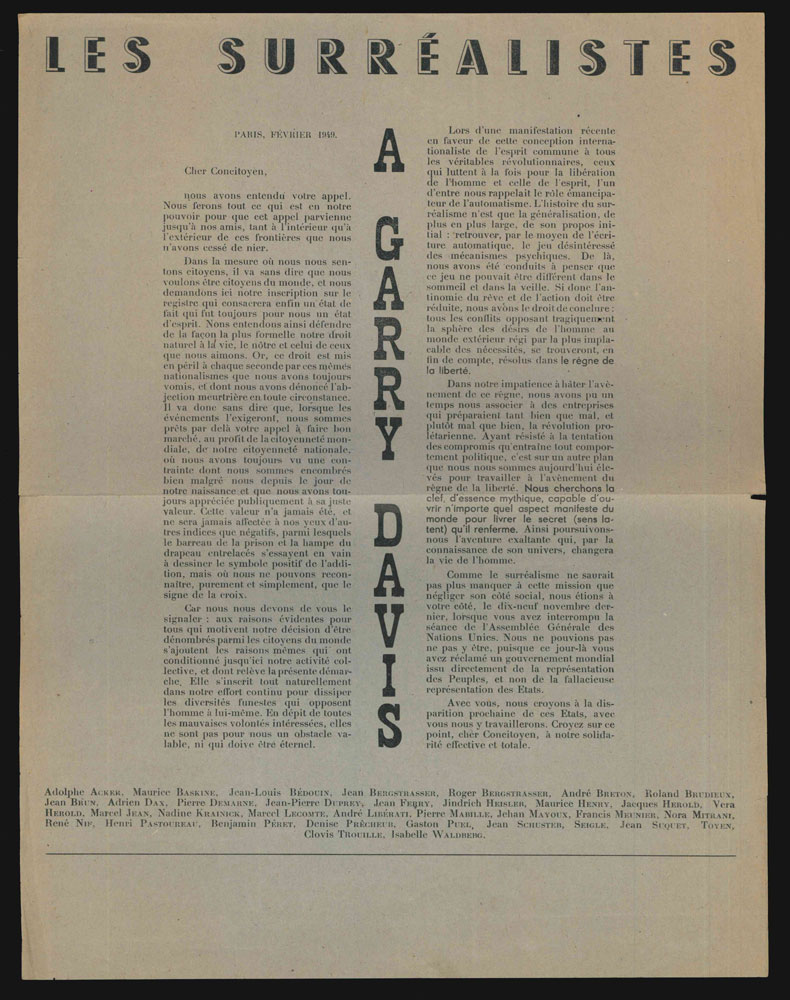 LES SURRÉALISTES
A GARRY DAVIS
PARIS, FÉVRIER 1949.
Cher Concitoyen,
nous avons entendu votre appel.
Nous ferons tout ce qui est en notre
pouvoir pour que cet appel parvienne
jusqu'à nos amis, tant à l'intérieur qu'à
l'extérieur de ces frontières que nous
n'avons cessé de nier.
Dans la mesure où nous nous sen-
tons citoyens, il va sans dire que nous
voulons être citoyens du monde, et nous
demandons ici notre inscription sur le
registre qui consacrera enfin un état de
fait qui fut toujours pour nous un état
d'esprit. Nous entendons ainsi défendre
de la façon la plus formelle notre droit
naturel à la vie, le nôtre et celui de ceux
que nous aimons. Or, ce droit est mis
en péril à chaque seconde par ces mêmes
nationalismes que nous avons toujours
vomis, et dont nous avons dénoncé l'ab-
jection meurtrière en toute circonstance.
Il va donc sans dire que, lorsque les
événements l'exigeront, nous sommes
prêts par delà votre appel à faire bon
marché, au profit de la citoyenneté mon-
diale, de notre citoyenneté nationale,
où nous avons toujours vu une con-
trainte dont nous sommes encombrés
bien malgré nous depuis le jour de
notre naissance et que nous avons tou-
jours appréciée publiquement à sa juste
valeur. Cette valeur n'a jamais été, et
ne sera jamais affectée à nos yeux d'au-
tres indices que négatifs, parmi lesquels
le barreau de la prison et la hampe du
drapeau entrelacés s'essayent en vain
à dessiner le symbole positif de l'addi-
tion, mais où nous ne pouvons recon-
naître, purement et simplement, que le
signe de la croix.
Car nous nous devons de vous le
signaler : aux raisons évidentes pour
tous qui motivent notre décision d'être
dénombrés parmi les citoyens du monde
s'ajoutent les raisons mêmes qui ont
conditionné jusqu'ici notre activité col-
lective, et dont relève la présente démar-
che. Elle s'inscrit tout naturellement
dans notre effort continu pour dissiper
les diversités funestes qui opposent
l'homme à lui-même. En dépit de toutes
les mauvaises volontés intéressées, elles
ne sont pas pour nous un obstacle va-
lable, ni qui doive être éternel.
Lors d'une manifestation récente
en faveur de cette conception interna-
tionaliste de l'esprit commune à tous
les véritables révolutionnaires, ceux
qui luttent à la fois pour la libération
de l'homme et celle de l'esprit, l'un
d'entre nous rappelait le rôle émancipa-
teur de l'automatisme. L'histoire du sur-
réalisme n'est que la généralisation, de
plus en plus large, de son propos ini-
tial : retrouver, par le moyen de l'écri-
ture automatique, le jeu désintéressé
des mécanismes psychiques. De là,
nous avons été conduits à penser que
ce jeu ne pouvait être différent dans le
sommeil et dans la veille. Si donc l'an-
tinomie du rêve et de l'action doit être
réduite, nous avons le droit de conclure :
tous les conflits opposant tragiquement
la sphère des désirs de l'homme au
monde extérieur régi par la plus impla-
cable des nécessités, se trouveront, en
fin de compte, résolus dans le règne de
la liberté.
Dans notre impatience à hâter l'avè-
nement de ce règne, nous avons pu un
temps nous associer à des entreprises
qui préparaient tant bien que mal, et
plutôt mal que bien, la révolution pro-
létarienne. Ayant résisté à la tentation
des compromis qu'entraîne tout compor-
tement politique, c'est sur un autre plan
que nous nous sommes aujourd'hui éle-
vés pour travailler à l'avènement du
règne de la liberté. Nous cherchons la
clef, d'essence mythique, capable d'ou-
vrir n'importe quel aspect manifeste du
monde pour livrer le secret (sens la-
tent) qu'il renferme. Ainsi poursuivons-
nous l'aventure exaltante qui, par la
connaissance de son univers, changera
la vie de l'homme.
Comme le surréalisme ne saurait
pas plus manquer à cette mission que
négliger son côté social, nous étions à
votre côté, le dix-neuf novembre der-
nier, lorsque vous avez interrompu la
séance de l'Assemblée Générale des
Nations Unies. Nous ne pouvions pas
ne pas y être, puisque ce jour-là vous
avez réclamé un gouvernement mondial
issu directement de la représentation
des Peuples, et non de la fallacieuse
représentation des Etats.
Avec vous, nous croyons à la dis-
parition prochaine de ces Etats, avec
vous nous y travaillerons. Croyez sur ce
point, cher Concitoyen, à notre solida-
rité effective et totale.
Adolphe ACKER, Maurice BASKINE, Jean-Louis BÉDOUIN, Jean BERGSTRASSER, Roger BERGSTRASSER, André BRETON, Roland BRUDIEUX,
Jean BRUN, Adrien DAX, Pierre DEMARNE, Jean-Pierre DUPREY, Jean FERRY, Jindrich HEISLER, Maurice HENRY, Jacques HEROLD, Vera
HEROLD, Marcel JEAN, Nadine KRAINICK, Marcel LECOMTE, André LIBÉRATI, Pierre MABILLE, Jehan MAYOUX, Francis MEUNIER, Nora MITRANI,
René NIF, Henri PASTOUREAU, Benjamin PÉRET, Denise PRÊCHEUR, Gaston PUEL, Jean SCHUSTER, SEIGLE, Jean SUQUET, TOYEN,
Clovis TROUILLE, Isabelle WALDBERG.